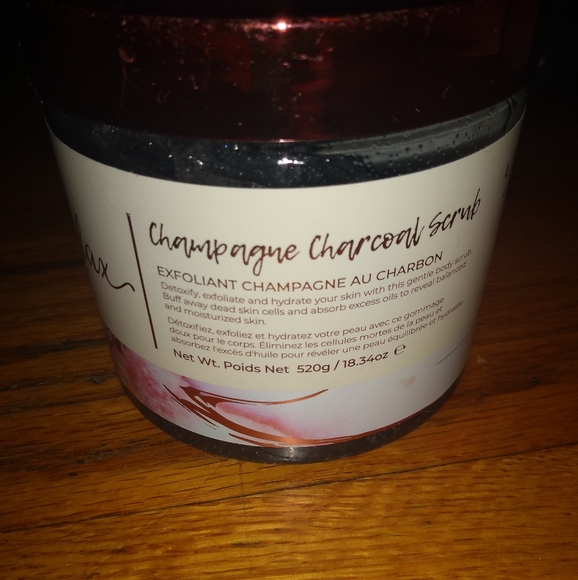 Champagne Charcoal Scrub
EXFOLIANT CHAMPAGNE AU CHARBON
Detoxify, exfoliate and hydrate your skin with this gentle body scrub.
Buff away dead skin cells and absorb excess oils to reveal balanced
and moisturized skin.
Détoxifiez, exfoliez et hydratez votre peau avec ce gommage
doux pour le corps. Éliminez les cellules mortes de la peau et
absorbez l'excès d'huile pour révéler une peau équilibrée et hydratée
Net Wt. Poids Net 520g / 18.34oz ℮